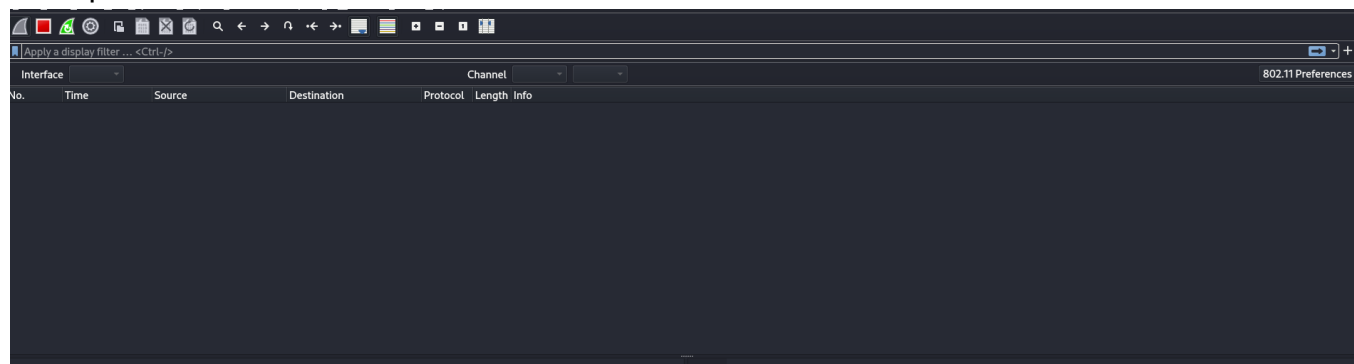 Apply a display filter ... <Ctrl-/>
Interface Channel 802.11 Preferences
No. Time Source Destination Protocol Length Info